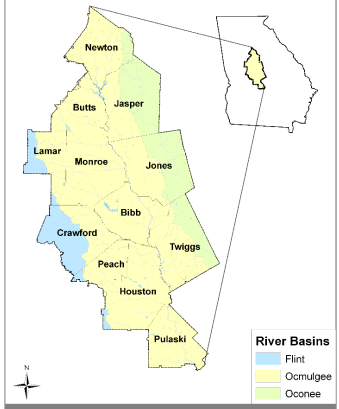 Newton
Butts
Jasper
Lamar
Monroe
Jones
Bibb
Crawford
Twiggs
Peach
Houston
Pulaski
N
River Basins
Flint
Ocmulgee
Oconee